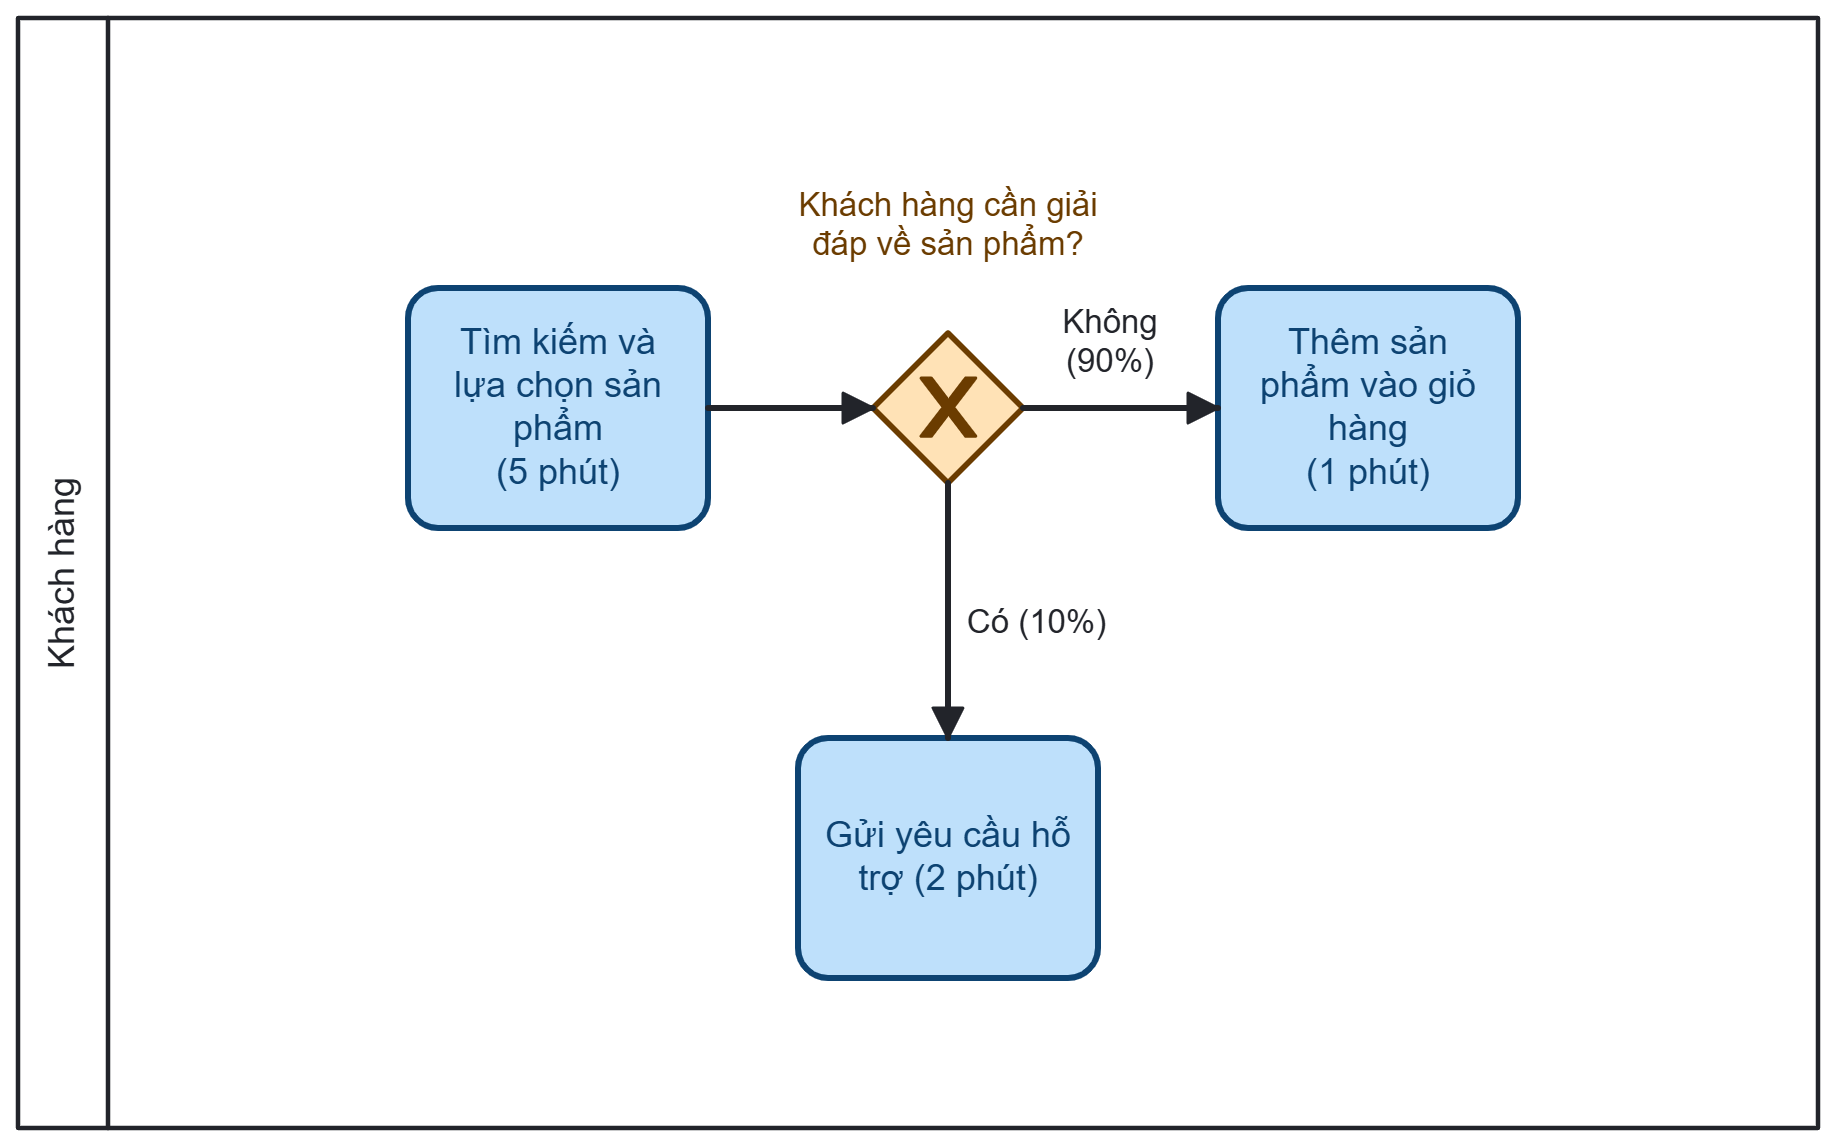 Khách hàng
Khách hàng cần giải
đáp về sản phẩm?
Tìm kiếm và
lựa chọn sản
phẩm
(5 phút)
X
Không
(90%)
Thêm sản
phẩm vào giỏ
hàng
(1 phút)
Có (10%)
Gửi yêu cầu hỗ
trợ (2 phút)